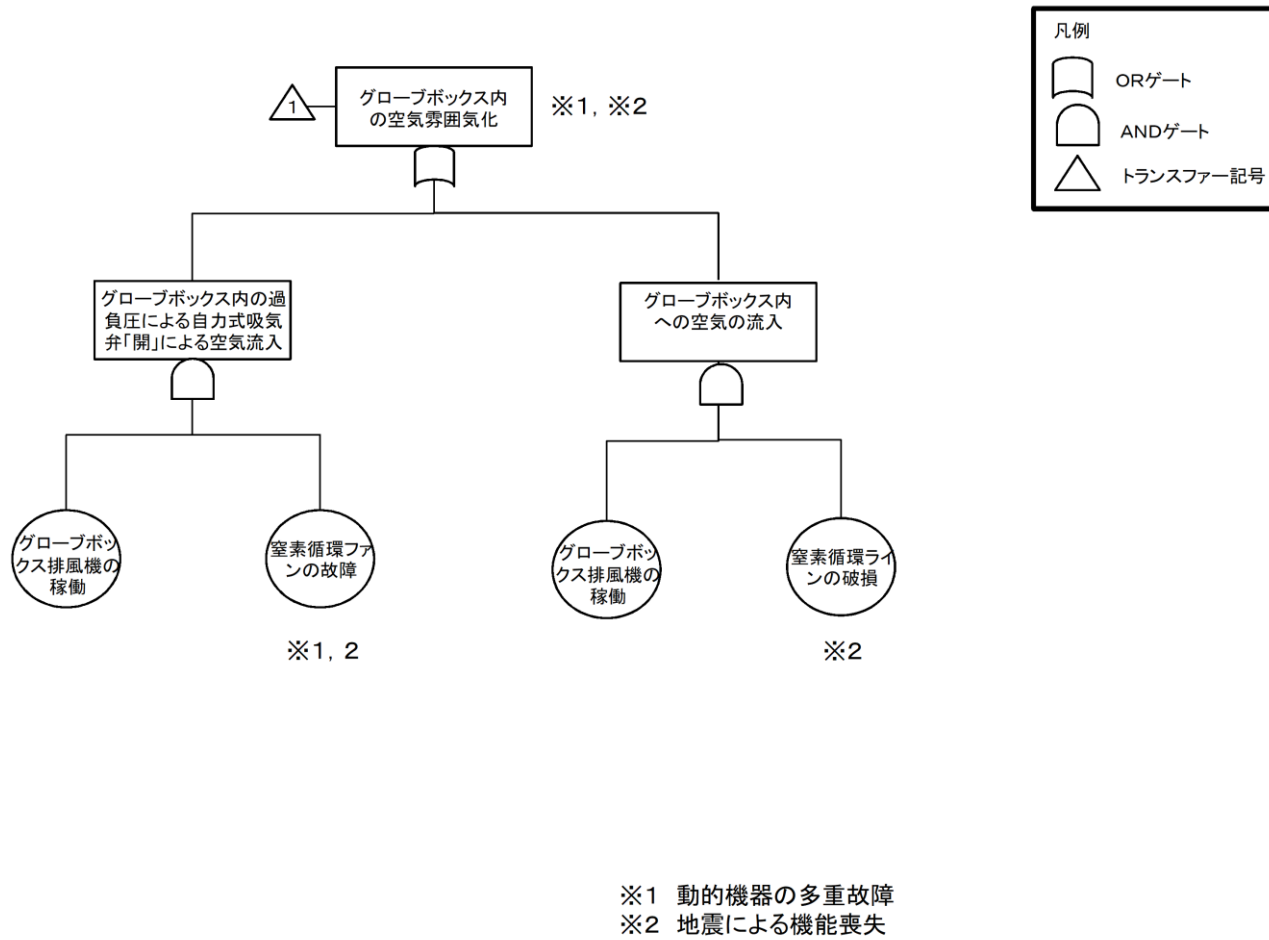 凡例
ORゲート
ANDゲート
トランスファー記号
1
グローブボックス内
の空気雰囲気化
※1, ※2
グローブボックス内の過
負圧による自力式吸気
弁「開」による空気流入
グローブボックス内
への空気の流入
グローブボッ
クス排風機の
稼働
窒素循環ファ
ンの故障
グローブボッ
クス排風機の
稼働
窒素循環ライ
ンの破損
※1, 2
※2
※1 動的機器の多重故障
※2 地震による機能喪失